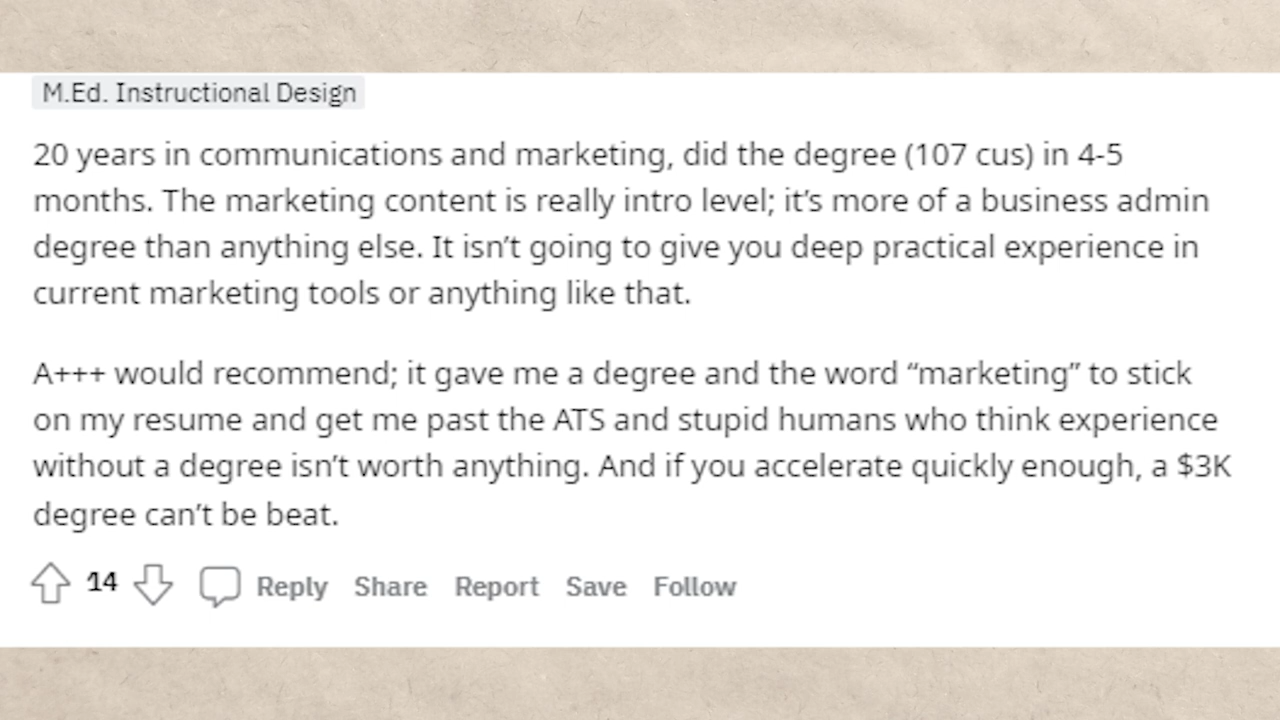 M.Ed. Instructional Design
20 years in communications and marketing, did the degree (107 cus) in 4-5
months. The marketing content is really intro level; it’s more of a business admin
degree than anything else. It isn’t going to give you deep practical experience in
current marketing tools or anything like that.
A+++ would recommend; it gave me a degree and the word “marketing” to stick
on my resume and get me past the ATS and stupid humans who think experience
without a degree isn’t worth anything. And if you accelerate quickly enough, a $3K
degree can’t be beat.
14 Reply Share Report Save Follow